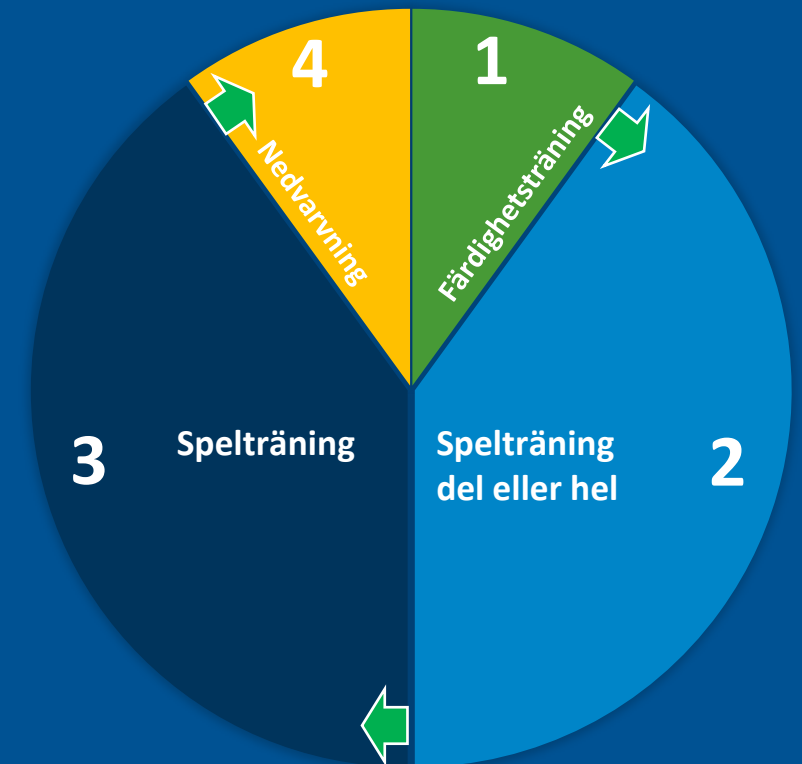 1
Färdighetsträning
2
Spelträning
del eller hel
3
Spelträning
4
Nedvarvning